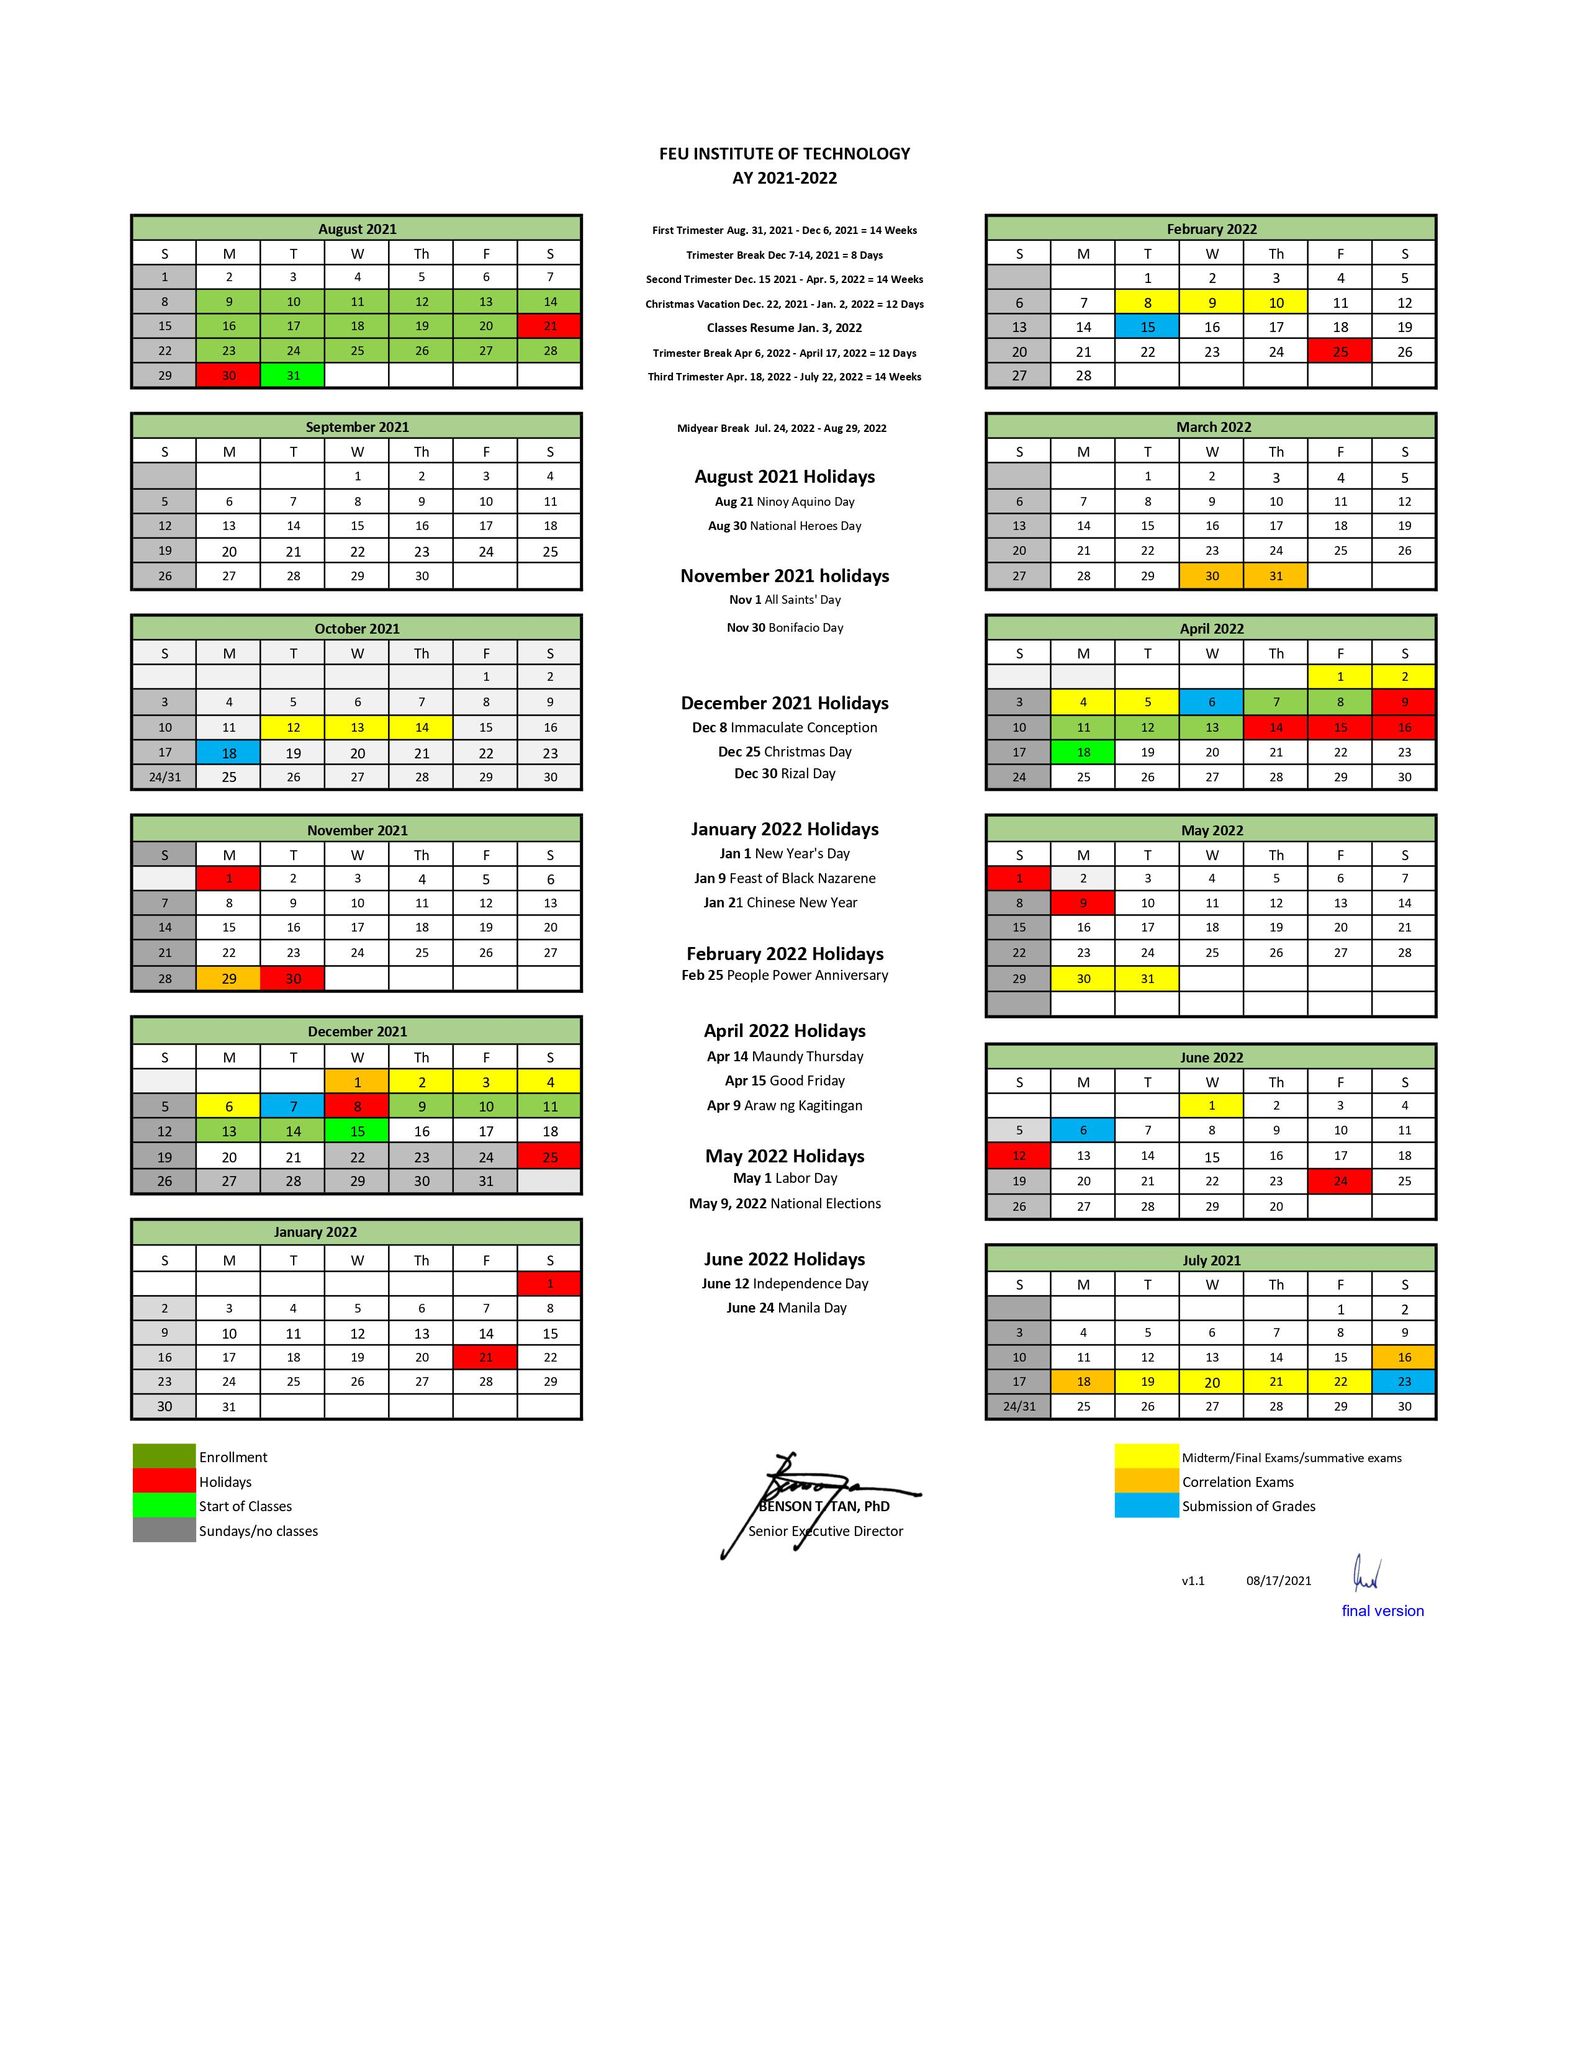 FEU INSTITUTE OF TECHNOLOGY
AY 2021-2022
August 2021
S M T W Th F S
1 2 3 4 5 6 7
8 9 10 11 12 13 14
15 16 17 18 19 20 21
22 23 24 25 26 27 28
29 30 31
September 2021
S M T W Th F S
1 2 3 4
5 6 7 8 9 10 11
12 13 14 15 16 17 18
19 20 21 22 23 24 25
26 27 28 29 30
October 2021
S M T W Th F S
1 2
3 4 5 6 7 8 9
10 11 12 13 14 15 16
17 18 19 20 21 22 23
24/31 25 26 27 28 29 30
November 2021
S M T W Th F S
1 2 3 4 5 6
7 8 9 10 11 12 13
14 15 16 17 18 19 20
21 22 23 24 25 26 27
28 29 30
December 2021
S M T W Th F S
1 2 3 4
5 6 7 8 9 10 11
12 13 14 15 16 17 18
19 20 21 22 23 24 25
26 27 28 29 30 31
January 2022
S M T W Th F S
1
2 3 4 5 6 7 8
9 10 11 12 13 14 15
16 17 18 19 20 21 22
23 24 25 26 27 28 29
30 31
Enrollment
Holidays
Start of Classes
Sundays/no classes
First Trimester Aug. 31, 2021 - Dec 6, 2021 = 14 Weeks
Trimester Break Dec 7-14, 2021 = 8 Days
Second Trimester Dec. 15 2021 - Apr. 5, 2022 = 14 Weeks
Christmas Vacation Dec. 22, 2021 - Jan. 2, 2022 = 12 Days
Classes Resume Jan. 3, 2022
Trimester Break Apr 6, 2022 - April 17, 2022 = 12 Days
Third Trimester Apr. 18, 2022 - July 22, 2022 = 14 Weeks
Midyear Break Jul. 24, 2022 - Aug 29, 2022
August 2021 Holidays
Aug 21 Ninoy Aquino Day
Aug 30 National Heroes Day
November 2021 holidays
Nov 1 All Saints' Day
Nov 30 Bonifacio Day
December 2021 Holidays
Dec 8 Immaculate Conception
Dec 25 Christmas Day
Dec 30 Rizal Day
January 2022 Holidays
Jan 1 New Year's Day
Jan 9 Feast of Black Nazarene
Jan 21 Chinese New Year
February 2022 Holidays
Feb 25 People Power Anniversary
April 2022 Holidays
Apr 14 Maundy Thursday
Apr 15 Good Friday
Apr 9 Araw ng Kagitingan
May 2022 Holidays
May 1 Labor Day
May 9, 2022 National Elections
June 2022 Holidays
June 12 Independence Day
June 24 Manila Day
BENSON T. TAN, PhD
Senior Executive Director
February 2022
S M T W Th F S
1 2 3 4 5
6 7 8 9 10 11 12
13 14 15 16 17 18 19
20 21 22 23 24 25 26
27 28
March 2022
S M T W Th F S
1 2 3 4 5
6 7 8 9 10 11 12
13 14 15 16 17 18 19
20 21 22 23 24 25 26
27 28 29 30 31
April 2022
S M T W Th F S
1 2
3 4 5 6 7 8 9
10 11 12 13 14 15 16
17 18 19 20 21 22 23
24 25 26 27 28 29 30
May 2022
S M T W Th F S
1 2 3 4 5 6 7
8 9 10 11 12 13 14
15 16 17 18 19 20 21
22 23 24 25 26 27 28
29 30 31
June 2022
S M T W Th F S
1 2 3 4
5 6 7 8 9 10 11
12 13 14 15 16 17 18
19 20 21 22 23 24 25
26 27 28 29 20
July 2021
S M T W Th F S
1 2
3 4 5 6 7 8 9
10 11 12 13 14 15 16
17 18 19 20 21 22 23
24/31 25 26 27 28 29 30
Midterm/Final Exams/summative exams
Correlation Exams
Submission of Grades
v1.1 08/17/2021
final version